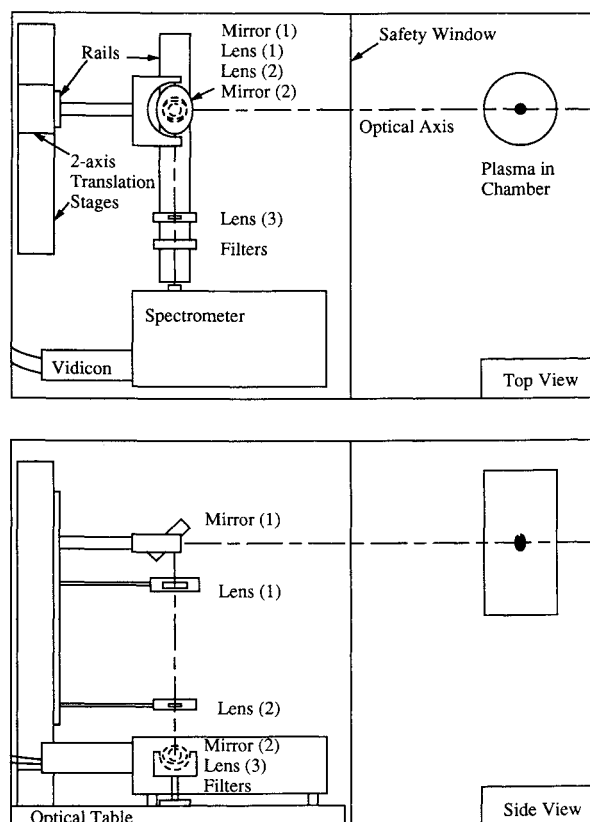 Mirror (1)
Lens (1)
Lens (2)
Mirror (2)
Rails
Safety Window
Optical Axis
2-axis
Translation
Stages
Plasma in
Chamber
Lens (3)
Filters
Spectrometer
Vidicon
Top View
Mirror (1)
Lens (1)
Lens (2)
Mirror (2)
Lens (3)
Filters
Optical Table
Side View